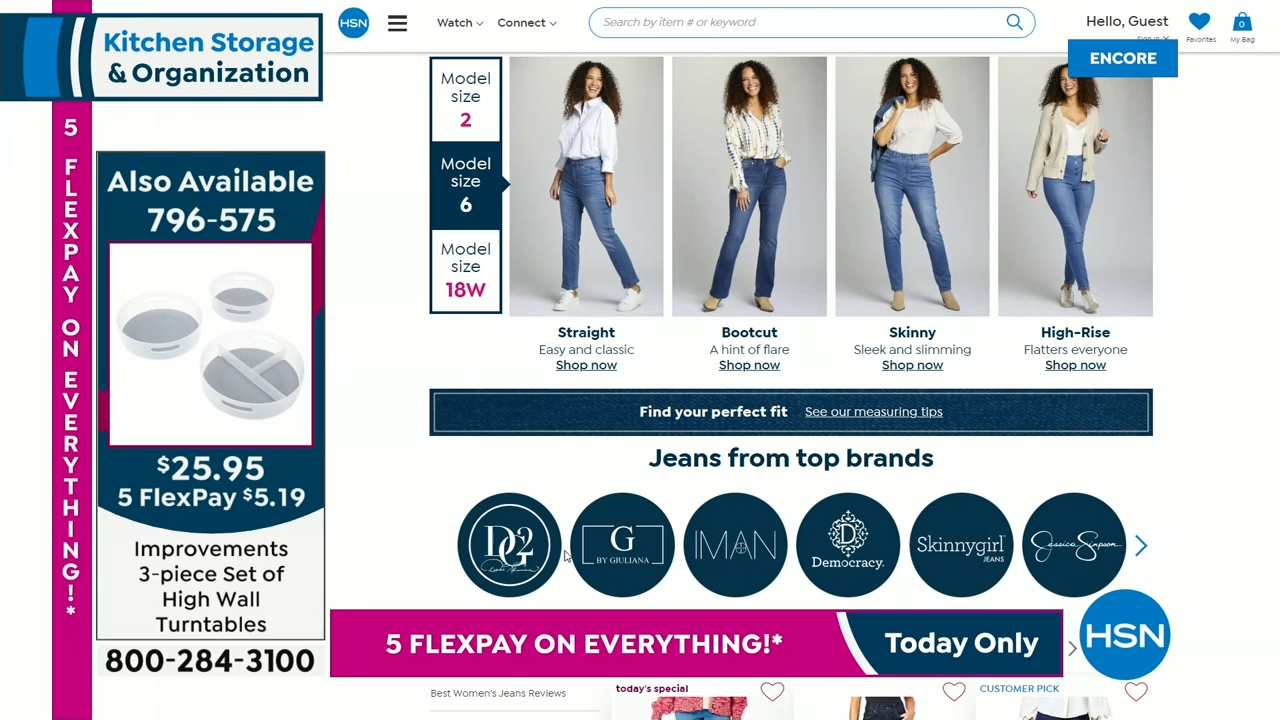 Kitchen Storage
& Organization
5 FLEXPAY ON EVERYTHING!*
Also Available
796-575
$25.95
5 FlexPay $5.19
Improvements
3-piece Set of
High Wall
Turntables
800-284-3100
HSN
Watch
Connect
Search by item # or keyword
Hello, Guest
Favorites
0
My Bag
ENCORE
Model
size
2
Model
size
6
Model
size
18W
Straight
Easy and classic
Shop now
Bootcut
A hint of flare
Shop now
Skinny
Sleek and slimming
Shop now
High-Rise
Flatters everyone
Shop now
Find your perfect fit See our measuring tips
Jeans from top brands
DG2
G
BY GIULIANA
IMAN
Democracy.
Skinnygirl
JEANS
Jessica Simpson
5 FLEXPAY ON EVERYTHING!*
Today Only
HSN
Best Women's Jeans Reviews
today's special
CUSTOMER PICK